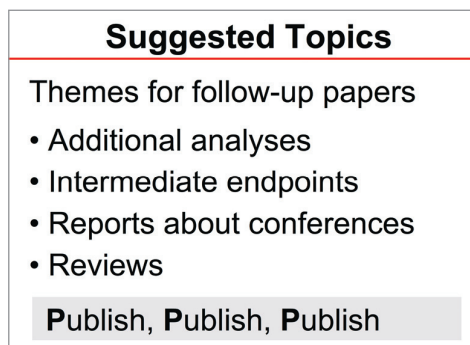 Suggested Topics
Themes for follow-up papers
• Additional analyses
• Intermediate endpoints
• Reports about conferences
• Reviews
Publish, Publish, Publish